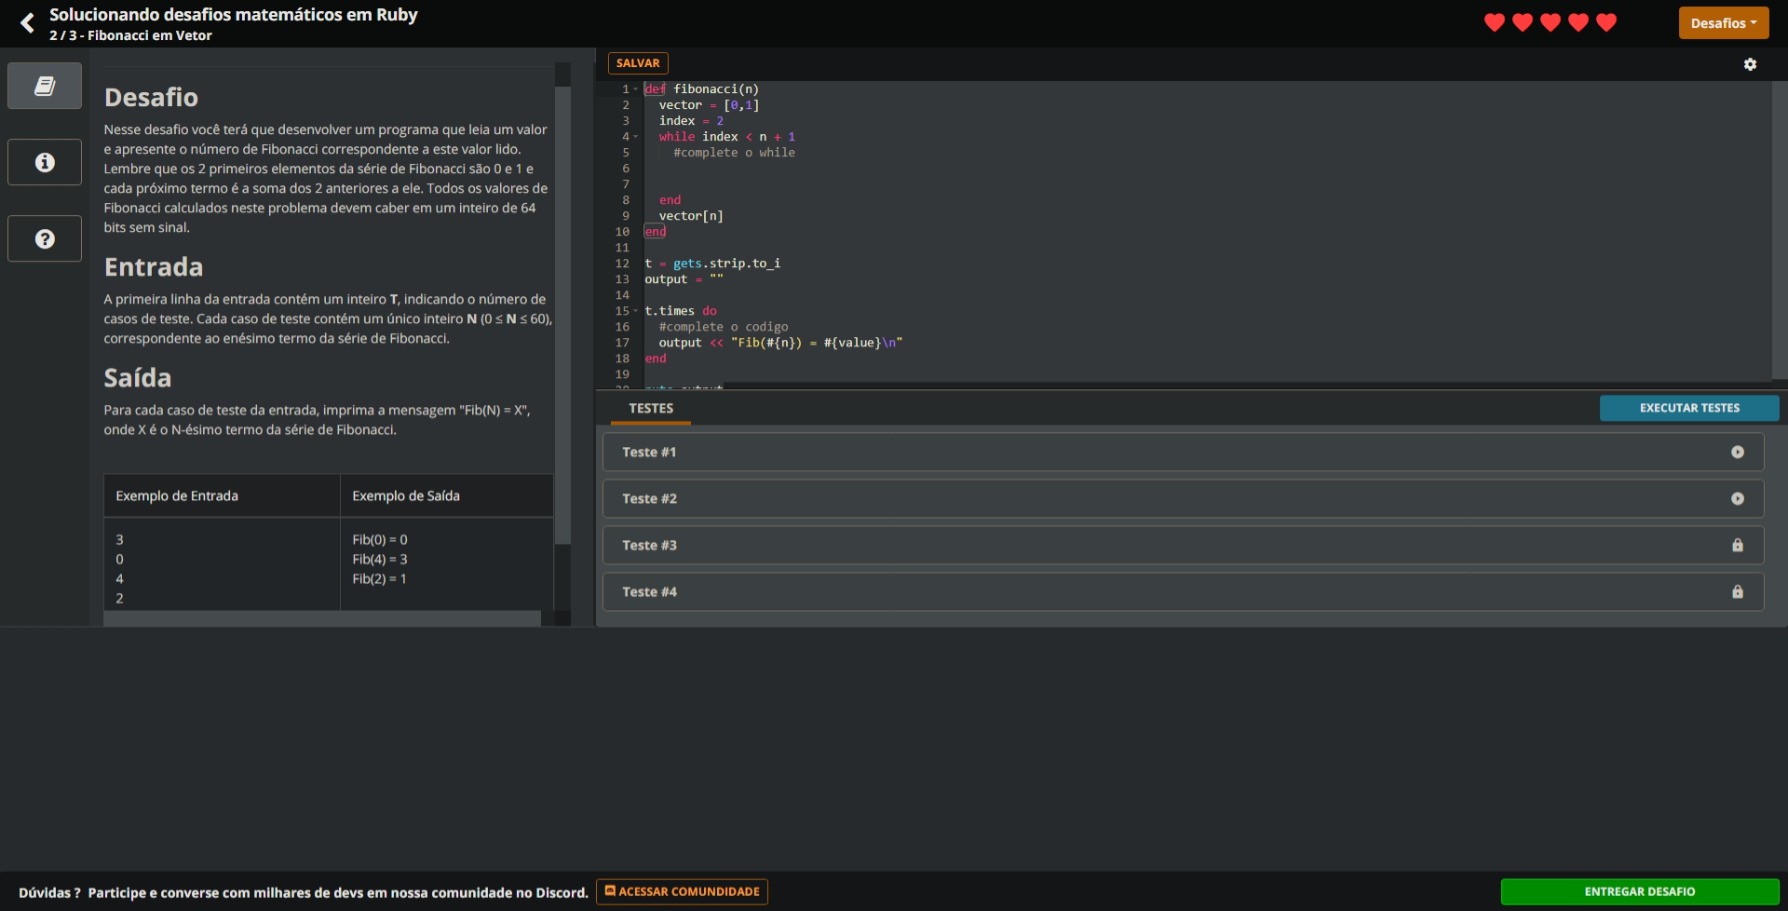 Solucionando desafios matemáticos em Ruby
2 / 3 - Fibonacci em Vetor
Desafios
Desafio
Nesse desafio você terá que desenvolver um programa que leia um valor
e apresente o número de Fibonacci correspondente a este valor lido.
Lembre que os 2 primeiros elementos da série de Fibonacci são 0 e 1 e
cada próximo termo é a soma dos 2 anteriores a ele. Todos os valores de
Fibonacci calculados neste problema devem caber em um inteiro de 64
bits sem sinal.
Entrada
A primeira linha da entrada contém um inteiro T, indicando o número de
casos de teste. Cada caso de teste contém um único inteiro N (0 ≤ N ≤ 60),
correspondente ao enésimo termo da série de Fibonacci.
Saída
Para cada caso de teste da entrada, imprima a mensagem "Fib(N) = X",
onde X é o N-ésimo termo da série de Fibonacci.
Exemplo de Entrada
Exemplo de Saída
3
0
4
2
Fib(0) = 0
Fib(4) = 3
Fib(2) = 1
SALVAR
1 def fibonacci(n)
2 vector = [0,1]
3 index = 2
4 while index < n + 1
5 #complete o while
6
7
8 end
9 vector[n]
10 end
11
12 t = gets.strip.to_i
13 output = ""
14
15 t.times do
16 #complete o codigo
17 output << "Fib(#{n}) = #{value}\n"
18 end
19
20 puts output
TESTES
EXECUTAR TESTES
Teste #1
Teste #2
Teste #3
Teste #4
Dúvidas ? Participe e converse com milhares de devs em nossa comunidade no Discord.
ACESSAR COMUNDIDADE
ENTREGAR DESAFIO